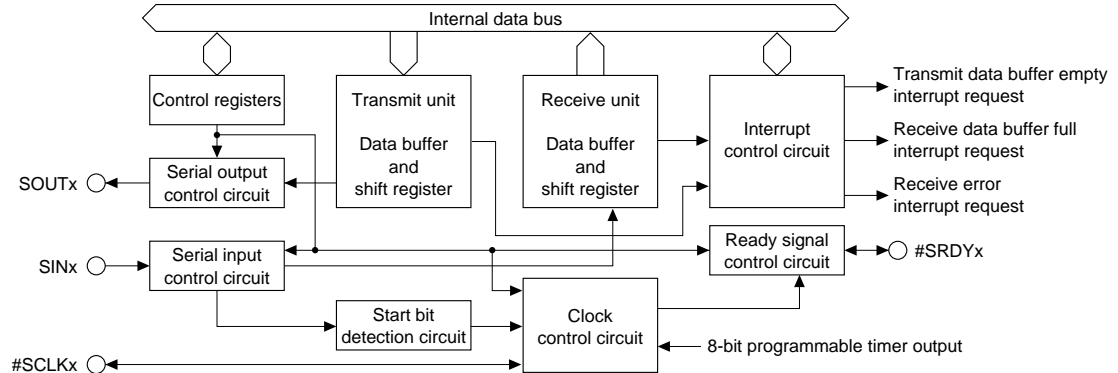 Internal data bus
Control registers
Transmit unit
Data buffer
and
shift register
Receive unit
Data buffer
and
shift register
Interrupt
control circuit
Transmit data buffer empty
interrupt request
Receive data buffer full
interrupt request
Receive error
interrupt request
SOUTx
Serial output
control circuit
SINx
Serial input
control circuit
Ready signal
control circuit
#SRDYx
Start bit
detection circuit
Clock
control circuit
8-bit programmable timer output
#SCLKx